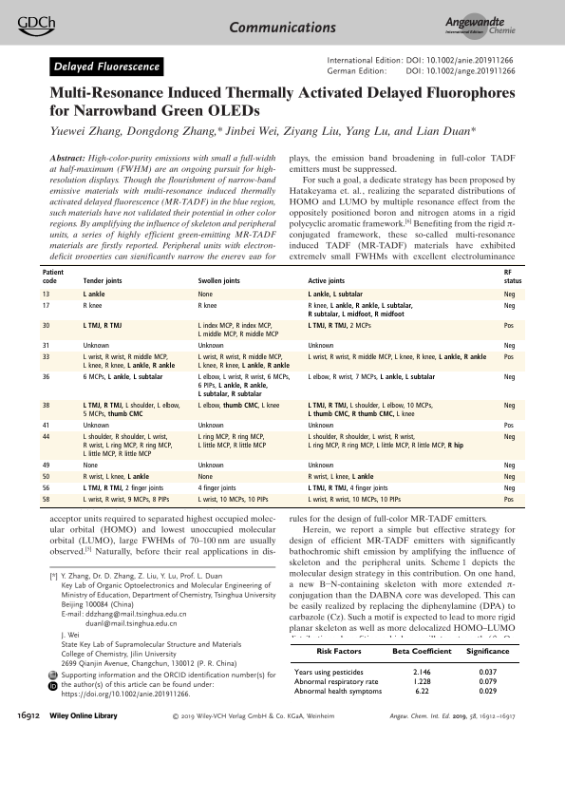 GDCh
Communications
Angewandte
International Edition Chemie
Delayed Fluorescence
International Edition: DOI: 10.1002/anie.201911266
German Edition: DOI: 10.1002/ange.201911266
Multi-Resonance Induced Thermally Activated Delayed Fluorophores
for Narrowband Green OLEDs
Yuewei Zhang, Dongdong Zhang,* Jinbei Wei, Ziyang Liu, Yang Lu, and Lian Duan*
Abstract: High-color-purity emissions with small a full-width
at half-maximum (FWHM) are an ongoing pursuit for high-
resolution displays. Though the flourishment of narrow-band
emissive materials with multi-resonance induced thermally
activated delayed fluorescence (MR-TADF) in the blue region,
such materials have not validated their potential in other color
regions. By amplifying the influence of skeleton and peripheral
units, a series of highly efficient green-emitting MR-TADF
materials are firstly reported. Peripheral units with electron-
deficit properties can significantly narrow the energy gap for
plays, the emission band broadening in full-color TADF
emitters must be suppressed.
For such a goal, a dedicate strategy has been proposed by
Hatakeyama et. al., realizing the separated distributions of
HOMO and LUMO by multiple resonance effect from the
oppositely positioned boron and nitrogen atoms in a rigid
polycyclic aromatic framework.[6] Benefiting from the rigid π-
conjugated framework, these so-called multi-resonance
induced TADF (MR-TADF) materials have exhibited
extremely small FWHMs with excellent electroluminance
Patient
code Tender joints Swollen joints Active joints RF
status
13 L ankle None L ankle, L subtalar Neg
17 R knee R knee R knee, L ankle, R ankle, L subtalar, Neg
R subtalar, L midfoot, R midfoot
30 L TMJ, R TMJ L index MCP, R index MCP, L TMJ, R TMJ, 2 MCPs Pos
L middle MCP, R middle MCP
31 Unknown Unknown Unknown Neg
33 L wrist, R wrist, R middle MCP, L wrist, R wrist, R middle MCP, L wrist, R wrist, R middle MCP, L knee, R knee, L ankle, R ankle Pos
L knee, R knee, L ankle, R ankle L knee, R knee, L ankle, R ankle
36 6 MCPs, L ankle, L subtalar L elbow, L wrist, R wrist, 6 MCPs, L elbow, R wrist, 7 MCPs, L ankle, L subtalar Neg
6 PIPs, L ankle, R ankle,
L subtalar, R subtalar
38 L TMJ, R TMJ, L shoulder, L elbow, L elbow, thumb CMC, L knee L TMJ, R TMJ, L shoulder, L elbow, 10 MCPs, Neg
5 MCPs, thumb CMC L thumb CMC, R thumb CMC, L knee
41 Unknown Unknown Unknown Pos
44 L shoulder, R shoulder, L wrist, L ring MCP, R ring MCP, L shoulder, R shoulder, L wrist, R wrist, Neg
R wrist, L ring MCP, R ring MCP, L little MCP, R little MCP L ring MCP, R ring MCP, L little MCP, R little MCP, R hip
L little MCP, R little MCP
49 None Unknown Unknown Neg
50 R wrist, L knee, L ankle None R wrist, L knee, L ankle Neg
56 L TMJ, R TMJ, 2 finger joints 4 finger joints L TMJ, R TMJ, 4 finger joints Neg
58 L wrist, R wrist, 9 MCPs, 8 PIPs L wrist, 10 MCPs, 10 PIPs L wrist, R wrist, 10 MCPs, 10 PIPs Pos
acceptor units required to separated highest occupied molec-
ular orbital (HOMO) and lowest unoccupied molecular
orbital (LUMO), large FWHMs of 70–100 nm are usually
observed.[5] Naturally, before their real applications in dis-
[*] Y. Zhang, Dr. D. Zhang, Z. Liu, Y. Lu, Prof. L. Duan
Key Lab of Organic Optoelectronics and Molecular Engineering of
Ministry of Education, Department of Chemistry, Tsinghua University
Beijing 100084 (China)
E-mail: ddzhang@mail.tsinghua.edu.cn
duanl@mail.tsinghua.edu.cn
J. Wei
State Key Lab of Supramolecular Structure and Materials
College of Chemistry, Jilin University
2699 Qianjin Avenue, Changchun, 130012 (P. R. China)
Supporting information and the ORCID identification number(s) for
the author(s) of this article can be found under:
https://doi.org/10.1002/anie.201911266.
rules for the design of full-color MR-TADF emitters.
Herein, we report a simple but effective strategy for
design of efficient MR-TADF emitters with significantly
bathochromic shift emission by amplifying the influence of
skeleton and the peripheral units. Scheme 1 depicts the
molecular design strategy in this contribution. On one hand,
a new B–N-containing skeleton with more extended π-
conjugation than the DABNA core was developed. This can
be easily realized by replacing the diphenylamine (DPA) to
carbazole (Cz). Such a motif is expected to lead to more rigid
planar skeleton as well as more delocalized HOMO–LUMO
Risk Factors Beta Coefficient Significance
Years using pesticides 2.146 0.037
Abnormal respiratory rate 1.228 0.079
Abnormal health symptoms 6.22 0.029
16912 Wiley Online Library © 2019 Wiley-VCH Verlag GmbH & Co. KGaA, Weinheim Angew. Chem. Int. Ed. 2019, 58, 16912–16917